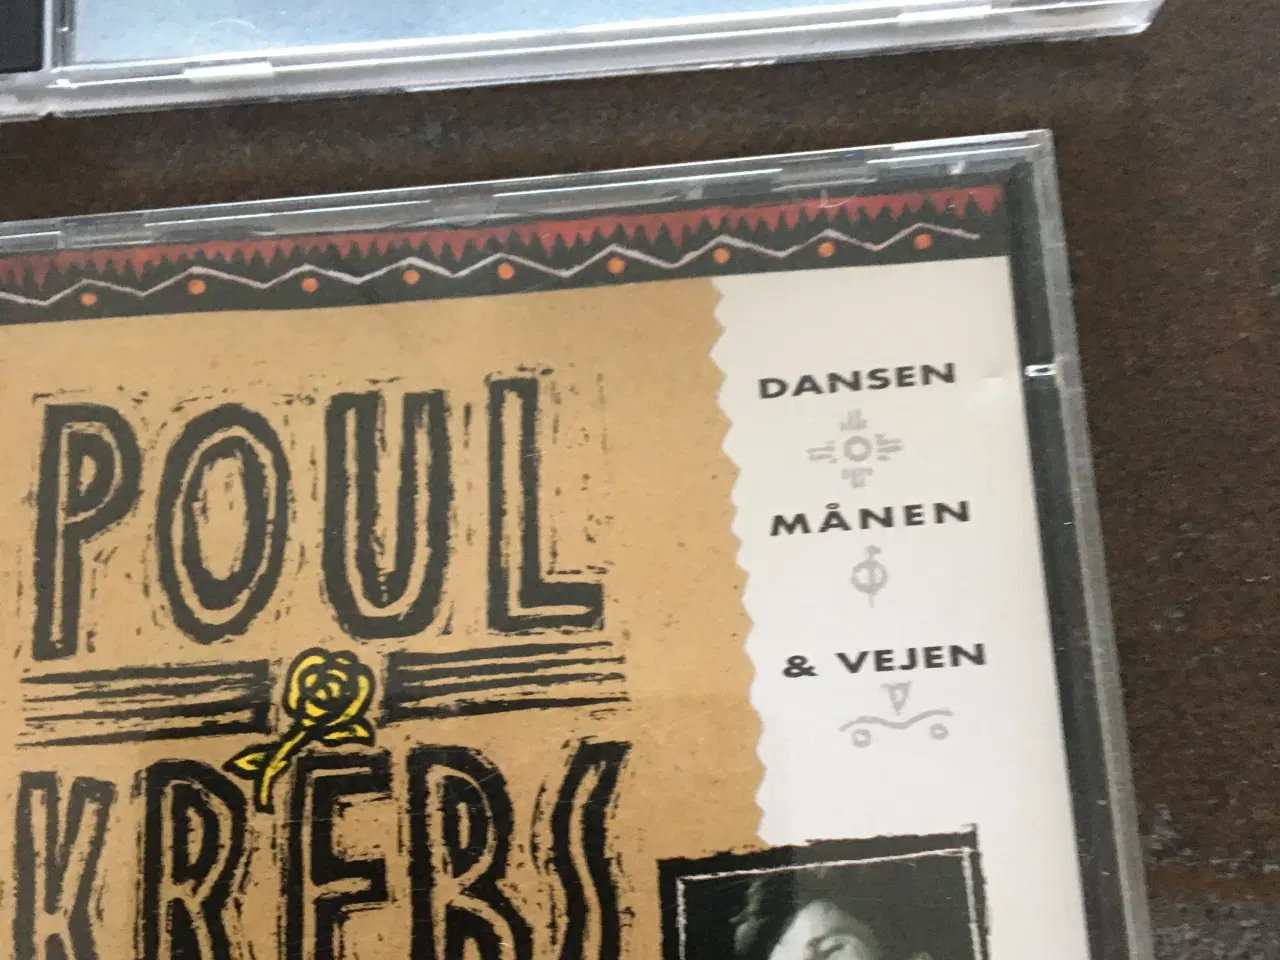 POUL
KREBS
DANSEN
MÅNEN
& VEJEN